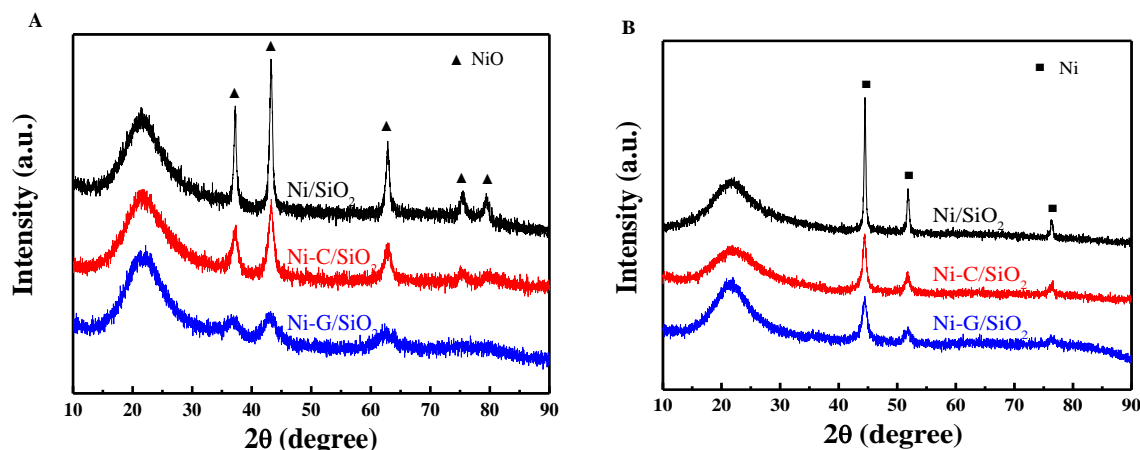 A
▲ NiO
Intensity (a.u.)
Ni/SiO₂
Ni-C/SiO₂
Ni-G/SiO₂
10 20 30 40 50 60 70 80 90
2θ (degree)
B
■ Ni
Intensity (a.u.)
Ni/SiO₂
Ni-C/SiO₂
Ni-G/SiO₂
10 20 30 40 50 60 70 80 90
2θ (degree)